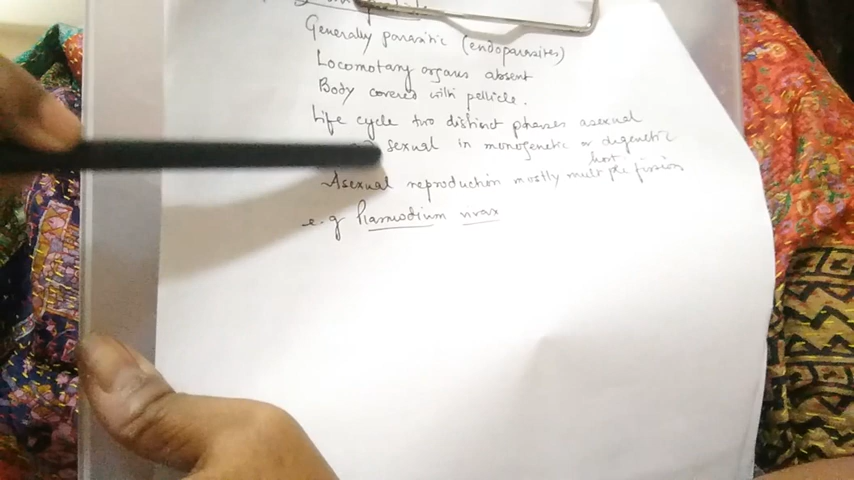 Generally parasitic (endoparasites)
Locomotary organs absent
Body covered with pellicle.
Life cycle two distinct phases asexual
sexual in monogenetic or digenetic
host
Asexual reproduction mostly multiple fission
e.g Plasmodium vivax